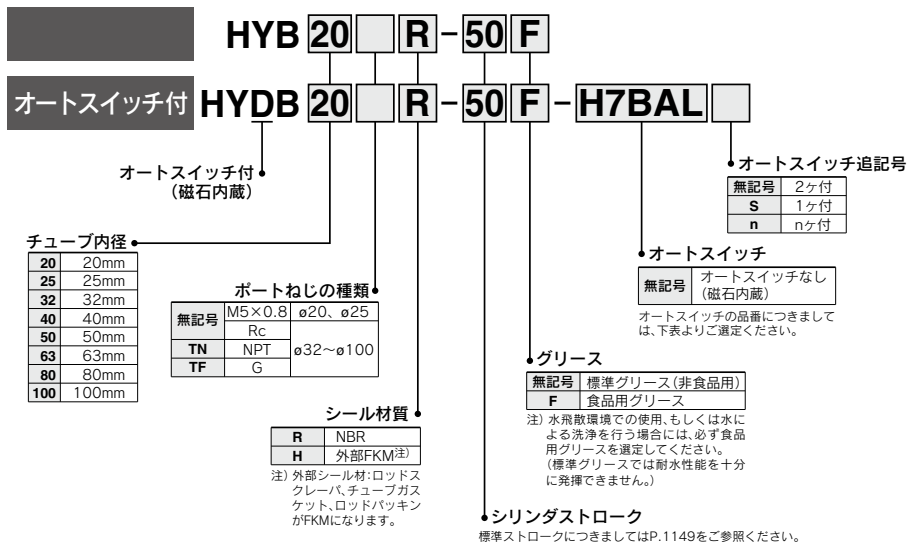 HYB 20 R - 50 F
オートスイッチ付 HYDB 20 R - 50 F - H7BAL
オートスイッチ付
(磁石内蔵)
オートスイッチ追記号
無記号 2ヶ付
S 1ヶ付
n nヶ付
チューブ内径
20 20mm
25 25mm
32 32mm
40 40mm
50 50mm
63 63mm
80 80mm
100 100mm
ポートねじの種類
無記号 M5×0.8 ø20、ø25
Rc ø32〜ø100
TN NPT
TF G
オートスイッチ
無記号 オートスイッチなし
(磁石内蔵)
オートスイッチの品番につきまして
は、下表よりご選定ください。
グリース
無記号 標準グリース(非食品用)
F 食品用グリース
注) 水飛散環境での使用、もしくは水に
よる洗浄を行う場合には、必ず食品
用グリースを選定してください。
(標準グリースでは耐水性能を十分
に発揮できません。)
シール材質
R NBR
H 外部FKM注)
注) 外部シール材:ロッドス
クレーパ、チューブガス
ケット、ロッドパッキン
がFKMになります。
シリンダストローク
標準ストロークにつきましてはP.1149をご参照ください。